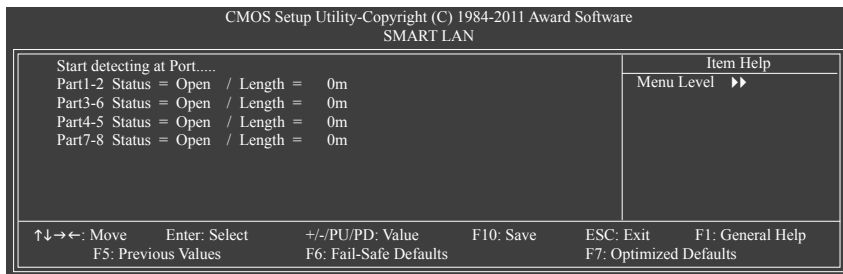 CMOS Setup Utility-Copyright (C) 1984-2011 Award Software
SMART LAN
Start detecting at Port.....
Part1-2 Status = Open / Length = 0m
Part3-6 Status = Open / Length = 0m
Part4-5 Status = Open / Length = 0m
Part7-8 Status = Open / Length = 0m
Item Help
Menu Level ▶▶
↑↓→←: Move Enter: Select +/-/PU/PD: Value F10: Save ESC: Exit F1: General Help
F5: Previous Values F6: Fail-Safe Defaults F7: Optimized Defaults